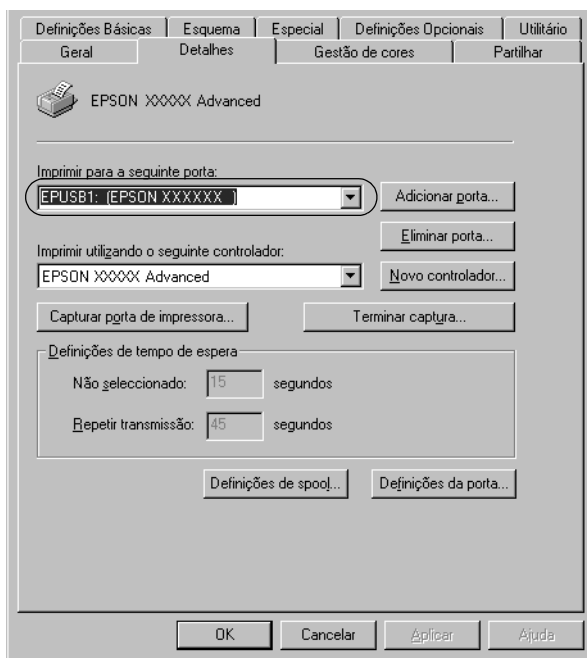 Definições Básicas Esquema Especial Definições Opcionais Utilitário
Geral Detalhes Gestão de cores Partilhar
EPSON XXXXX Advanced
Imprimir para a seguinte porta:
EPUSB1: (EPSON XXXXXX ) Adicionar porta...
Eliminar porta...
Imprimir utilizando o seguinte controlador:
EPSON XXXXX Advanced Novo controlador...
Capturar porta de impressora... Terminar captura...
Definições de tempo de espera
Não seleccionado: 15 segundos
Repetir transmissão: 45 segundos
Definições de spool... Definições da porta...
OK Cancelar Aplicar Ajuda